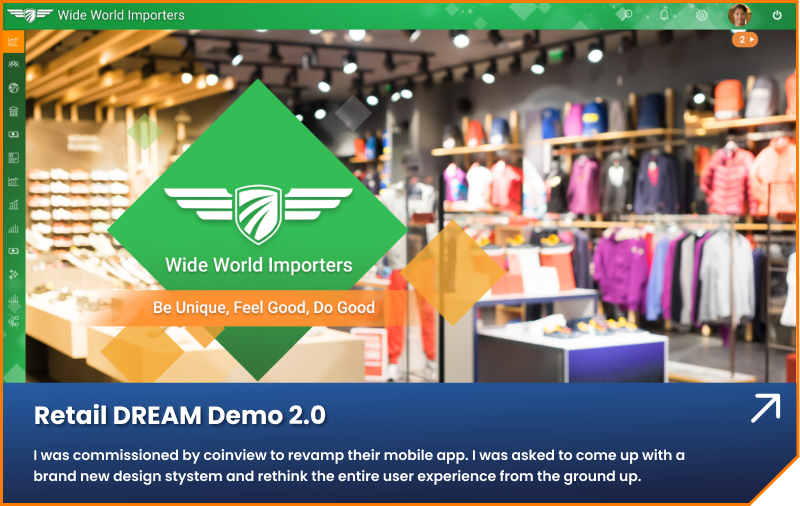 Wide World Importers
2
Wide World Importers
Be Unique, Feel Good, Do Good
Retail DREAM Demo 2.0
I was commissioned by coinview to revamp their mobile app. I was asked to come up with a
brand new design stystem and rethink the entire user experience from the ground up.